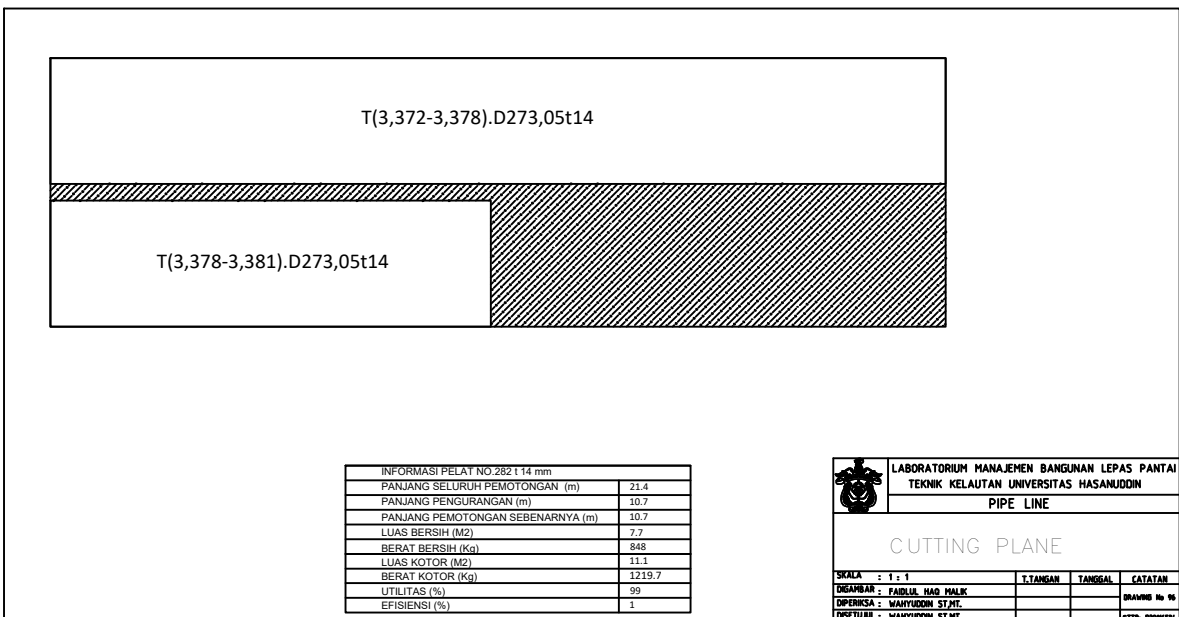 T(3,372-3,378).D273,05t14
T(3,378-3,381).D273,05t14
INFORMASI PELAT NO.282 t 14 mm
PANJANG SELURUH PEMOTONGAN (m) 21.4
PANJANG PENGURANGAN (m) 10.7
PANJANG PEMOTONGAN SEBENARNYA (m) 10.7
LUAS BERSIH (M2) 7.7
BERAT BERSIH (Kg) 848
LUAS KOTOR (M2) 11.1
BERAT KOTOR (Kg) 1219.7
UTILITAS (%) 99
EFISIENSI (%) 1
LABORATORIUM MANAJEMEN BANGUNAN LEPAS PANTAI
TEKNIK KELAUTAN UNIVERSITAS HASANUDDIN
PIPE LINE
CUTTING PLANE
SKALA : 1 : 1 T.TANGAN TANGGAL CATATAN
DIGAMBAR : FAIDLUL HAQ MALIK
DRAWING No 96
DIPERIKSA : WAHYUDDIN ST,MT.
DISETUJUI : WAHYUDDIN ST,MT.